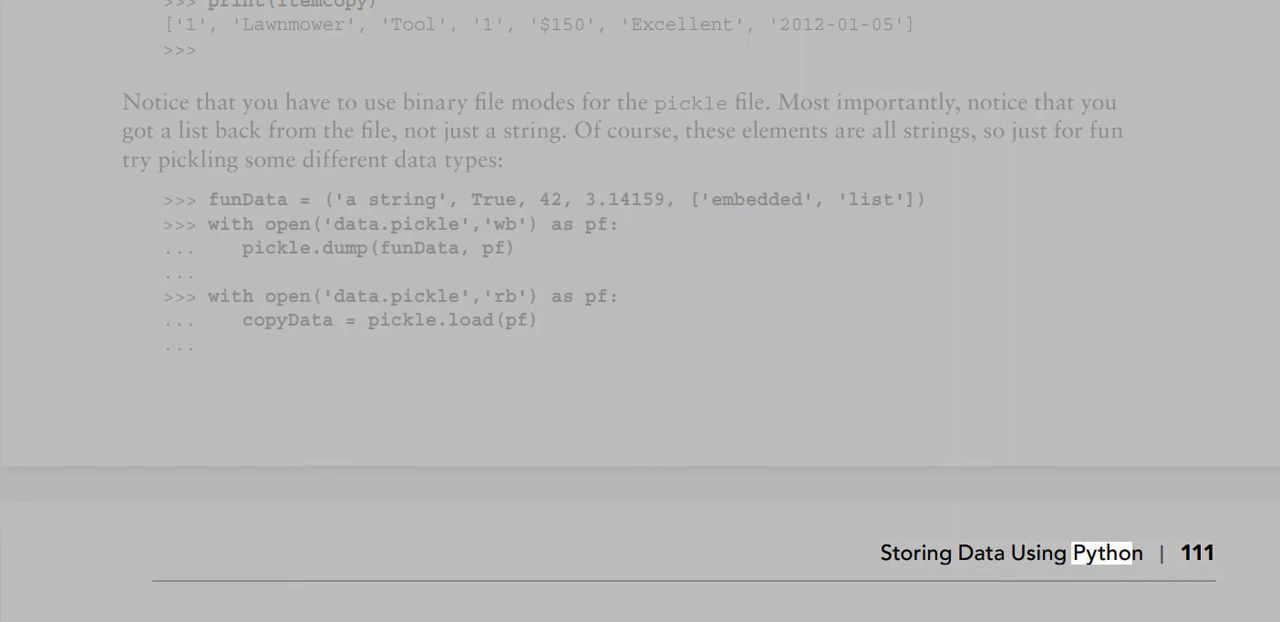 >>> print(itemCopy)
['1', 'Lawnmower', 'Tool', '1', '$150', 'Excellent', '2012-01-05']
>>>
Notice that you have to use binary file modes for the pickle file. Most importantly, notice that you
got a list back from the file, not just a string. Of course, these elements are all strings, so just for fun
try pickling some different data types:
>>> funData = ('a string', True, 42, 3.14159, ['embedded', 'list'])
>>> with open('data.pickle','wb') as pf:
...    pickle.dump(funData, pf)
...
>>> with open('data.pickle','rb') as pf:
...    copyData = pickle.load(pf)
...
Storing Data Using Python | 111